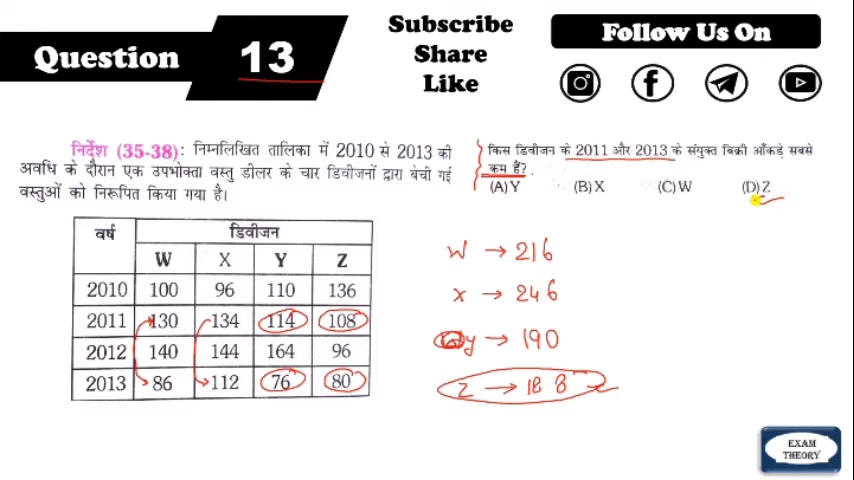 Question 13
Subscribe
Share
Like
Follow Us On
निर्देश (35-38) : निम्नलिखित तालिका में 2010 से 2013 की
अवधि के दौरान एक उपभोक्ता वस्तु डीलर के चार डिवीजनों द्वारा बेची गई
वस्तुओं को निरूपित किया गया है।
वर्ष डिवीजन
W X Y Z
2010 100 96 110 136
2011 130 134 114 108
2012 140 144 164 96
2013 86 112 76 80
किस डिवीजन के 2011 और 2013 के संयुक्त बिक्री आँकड़े सबसे
कम हैं?
(A) Y (B) X (C) W (D) Z
W → 216
x → 246
y → 190
z → 188
EXAM
THEORY